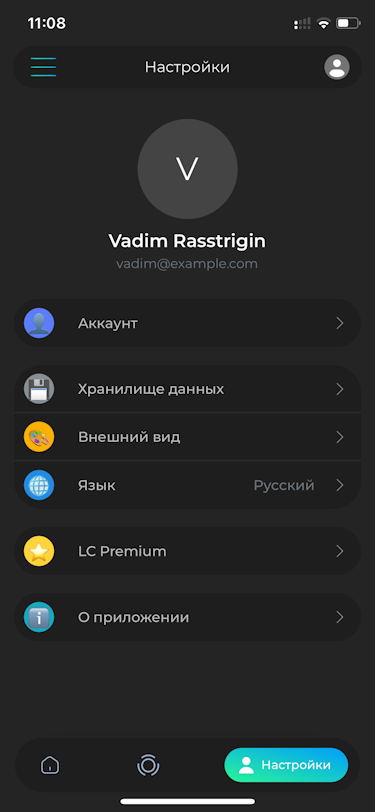 11:08
Настройки
V
Vadim Rasstrigin
vadim@example.com
Аккаунт
Хранилище данных
Внешний вид
Язык Русский
LC Premium
О приложении
Настройки